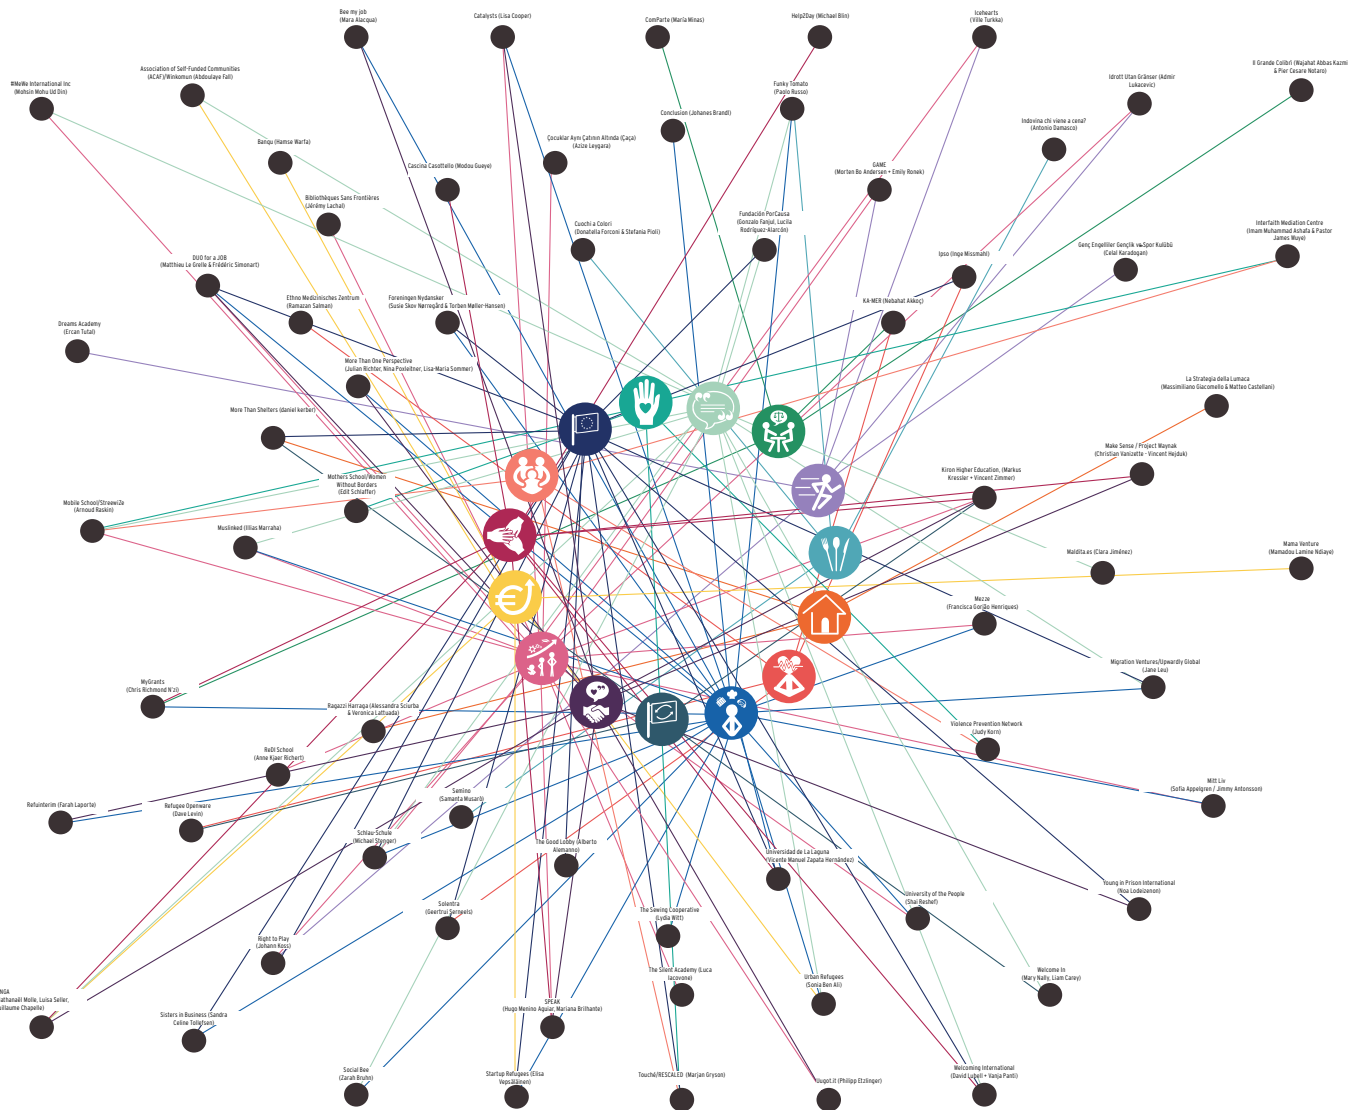 Bee my job
(Mara Alacqua)
Catalysts (Lisa Cooper)
ComParte (María Minas)
Help2Day (Michael Blin)
Icehearts
(Ville Turkka)
Association of Self-Funded Communities
(ACAF)/Winkomun (Abdoulaye Fall)
#MeWe International Inc
(Mohsin Mohu Ud Din)
Funky Tomato
(Paolo Russo)
Idrott Utan Gränser (Admir
Lukacevic)
Il Grande Colibrì (Wajahat Abbas Kazmi
& Pier Cesare Notaro)
Conclusion (Johanes Brandl)
Indovina chi viene a cena?
(Antonio Damasco)
Banqu (Hamse Warfa)
Çocuklar Aynı Çatının Altında (Çaça)
(Azize Leygara)
Cascina Casottello (Modou Gueye)
GAME
(Morten Bo Andersen + Emily Ronek)
Bibliothèques Sans Frontières
(Jérémy Lachal)
Cuochi a Colori
(Donatella Forconi & Stefania Pioli)
Fundación PorCausa
(Gonzalo Fanjul, Lucila
Rodríguez-Alarcón)
Interfaith Mediation Centre
(Imam Muhammad Ashafa & Pastor
James Wuye)
DUO for a JOB
(Matthieu Le Grelle & Frédéric Simonart)
Ipso (Inge Missmahl)
Genç Engelliler Gençlik ve Spor Kulübü
(Celal Karadogan)
Ethno Medizinisches Zentrum
(Ramazan Salman)
Foreningen Nydansker
(Susie Skov Nørregård & Torben Møller-Hansen)
KA-MER (Nebahat Akkoç)
Dreams Academy
(Ercan Tutal)
More Than One Perspective
(Julian Richter, Nina Poxleitner, Lisa-Maria Sommer)
La Strategia della Lumaca
(Massimiliano Giacomello & Matteo Castellani)
More Than Shelters (daniel kerber)
Make Sense / Project Waynak
(Christian Vanizette - Vincent Hejduk)
Mothers School/Women
Without Borders
(Edit Schlaffer)
Kiron Higher Education, (Markus
Kressler + Vincent Zimmer)
Mobile School/StreetwiZe
(Arnoud Raskin)
Muslinked (Illias Marraha)
Maldita.es (Clara Jiménez)
Mama Venture
(Mamadou Lamine Ndiaye)
Mezze
(Francisca Gorjão Henriques)
MyGrants
(Chris Richmond N'zi)
Migration Ventures/Upwardly Global
(Jane Leu)
Ragazzi Harraga (Alessandra Sciurba
& Veronica Lattuada)
Violence Prevention Network
(Judy Korn)
ReDI School
(Anne Kjaer Richert)
Mitt Liv
(Sofia Appelgren / Jimmy Antonsson)
Refuinterim (Farah Laporte)
Refugee Openware
(Dave Levin)
Semino
(Samanta Musarò)
Schlau-Schule
(Michael Stenger)
The Good Lobby (Alberto
Alemanno)
Universidad de La Laguna
(Vicente Manuel Zapata Hernández)
Young in Prison International
(Noa Lodeizenon)
Solentra
(Geertrui Serneels)
The Sewing Cooperative
(Lydia Witt)
University of the People
(Shai Reshef)
Right to Play
(Johann Koss)
The Silent Academy (Luca
Iacovone)
Urban Refugees
(Sonia Ben Ali)
Welcome In
(Mary Nally, Liam Carey)
NGA
athanaël Molle, Luisa Seller,
illaume Chapelle)
Sisters in Business (Sandra
Celine Tollefsen)
SPEAK
(Hugo Menino Aguiar, Mariana Brilhante)
Social Bee
(Zarah Bruhn)
Startup Refugees (Elisa
Vepsäläinen)
Touché/RESCALED (Marjan Gryson)
Uugot.it (Philipp Etzlinger)
Welcoming International
(David Lubell + Vanja Panti)